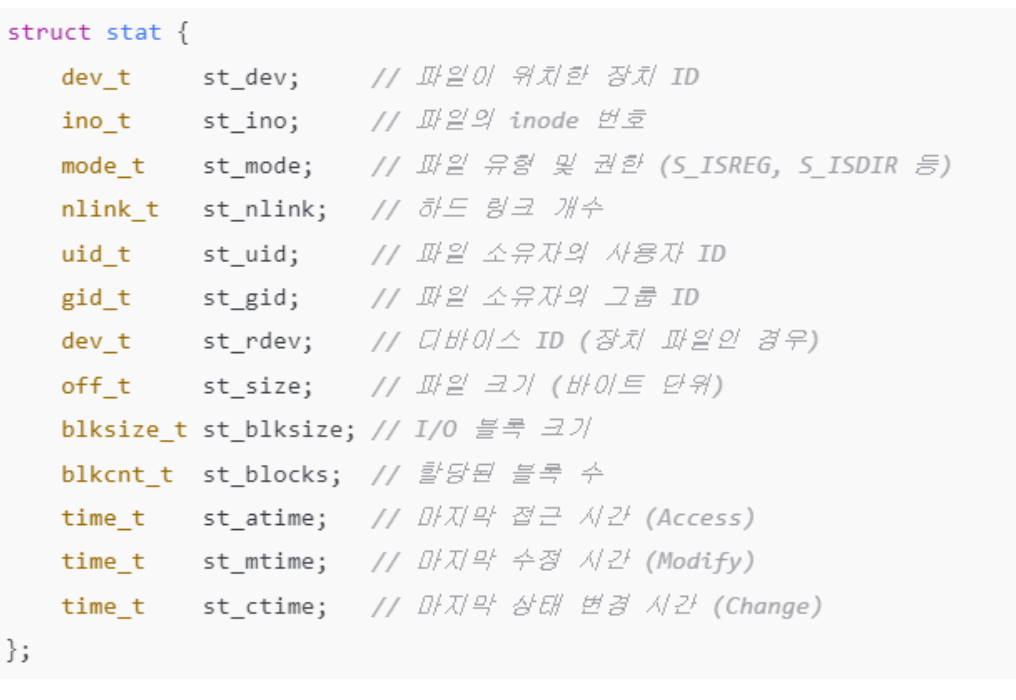 struct stat {
dev_t st_dev; // 파일이 위치한 장치 ID
ino_t st_ino; // 파일의 inode 번호
mode_t st_mode; // 파일 유형 및 권한 (S_ISREG, S_ISDIR 등)
nlink_t st_nlink; // 하드 링크 개수
uid_t st_uid; // 파일 소유자의 사용자 ID
gid_t st_gid; // 파일 소유자의 그룹 ID
dev_t st_rdev; // 디바이스 ID (장치 파일인 경우)
off_t st_size; // 파일 크기 (바이트 단위)
blksize_t st_blksize; // I/O 블록 크기
blkcnt_t st_blocks; // 할당된 블록 수
time_t st_atime; // 마지막 접근 시간 (Access)
time_t st_mtime; // 마지막 수정 시간 (Modify)
time_t st_ctime; // 마지막 상태 변경 시간 (Change)
};